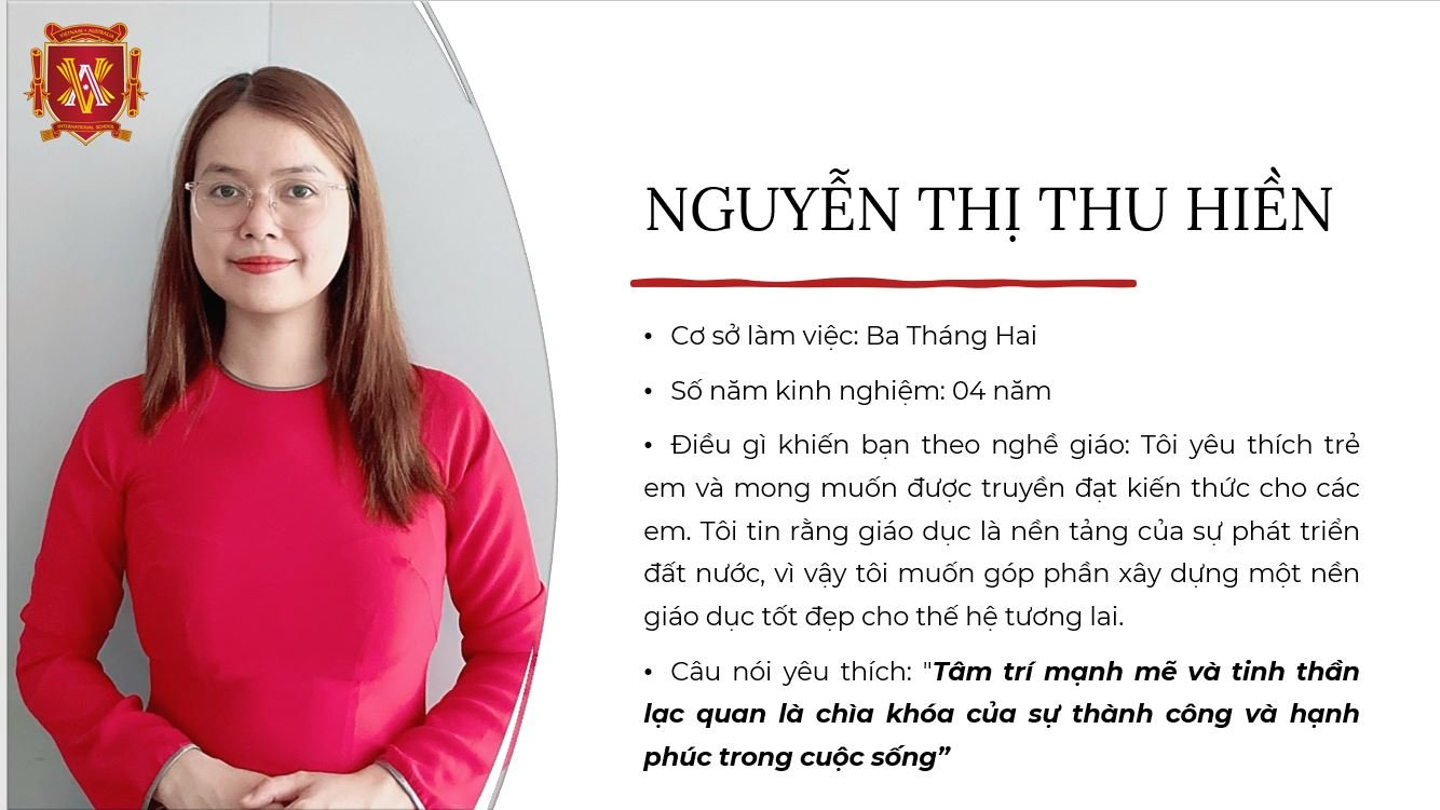 VIETNAM - AUSTRALIA
INTERNATIONAL SCHOOL
NGUYỄN THỊ THU HIỀN
• Cơ sở làm việc: Ba Tháng Hai
• Số năm kinh nghiệm: 04 năm
• Điều gì khiến bạn theo nghề giáo: Tôi yêu thích trẻ
em và mong muốn được truyền đạt kiến thức cho các
em. Tôi tin rằng giáo dục là nền tảng của sự phát triển
đất nước, vì vậy tôi muốn góp phần xây dựng một nền
giáo dục tốt đẹp cho thế hệ tương lai.
• Câu nói yêu thích: "Tâm trí mạnh mẽ và tinh thần
lạc quan là chìa khóa của sự thành công và hạnh
phúc trong cuộc sống”